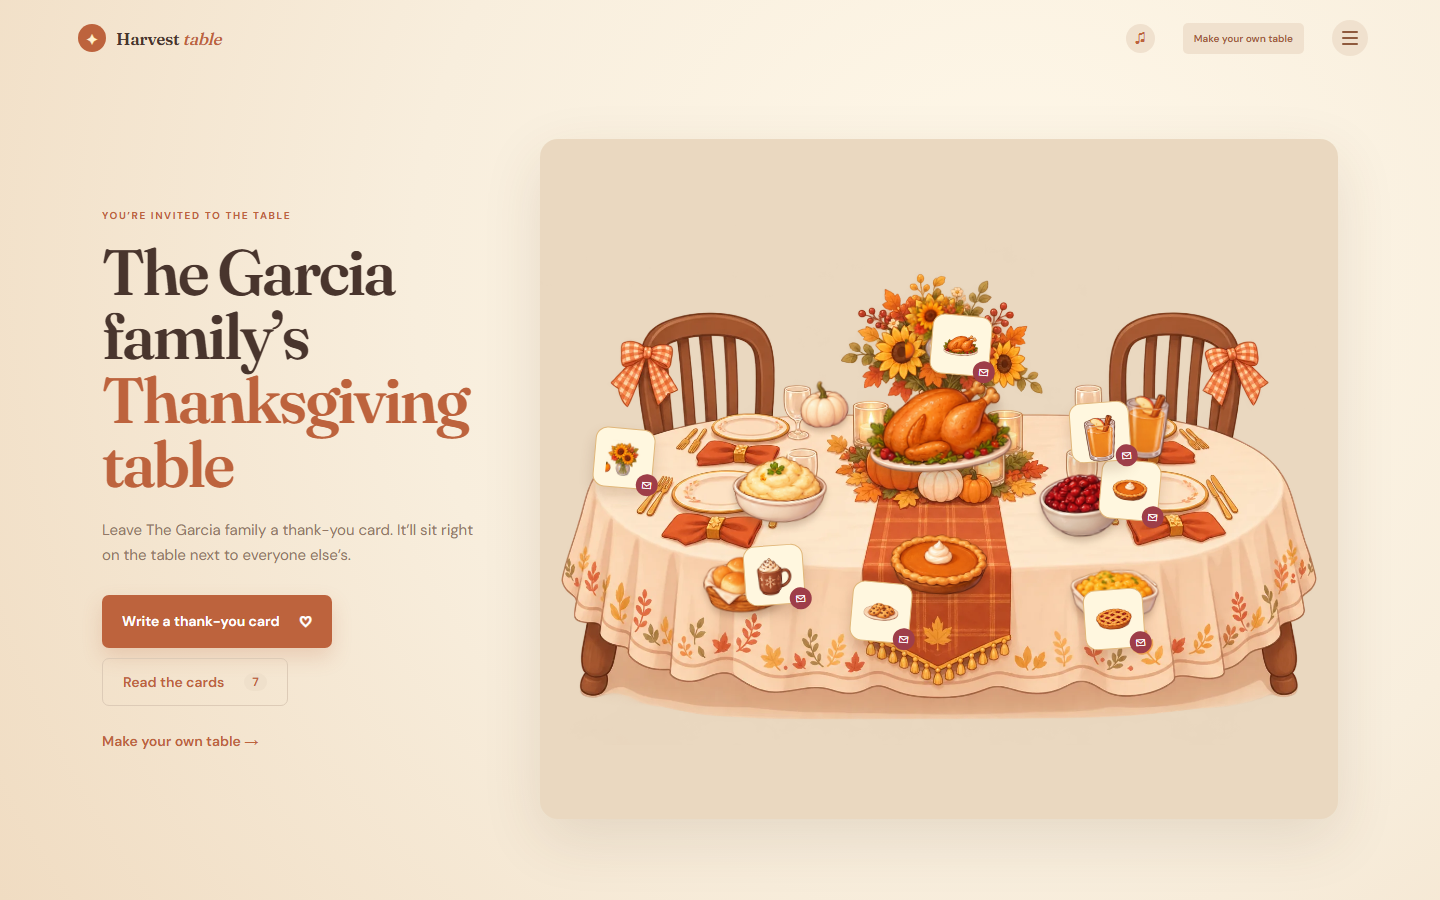 Harvest table
Make your own table
YOU’RE INVITED TO THE TABLE
The Garcia
family’s
Thanksgiving
table
Leave The Garcia family a thank-you card. It’ll sit right
on the table next to everyone else’s.
Write a thank-you card
Read the cards 7
Make your own table →